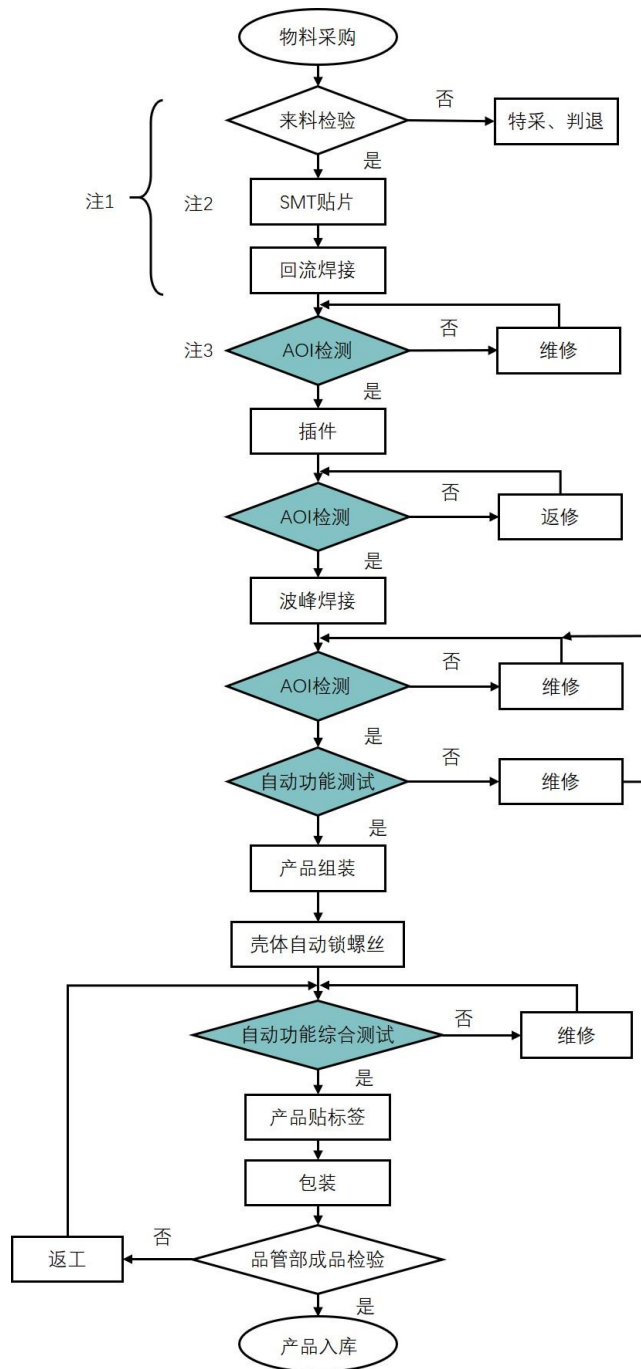 物料采购
来料检验
否
特采、判退
是
注1
注2
SMT贴片
回流焊接
注3
AOI检测
否
维修
是
插件
AOI检测
否
返修
是
波峰焊接
AOI检测
否
维修
是
自动功能测试
否
维修
是
产品组装
壳体自动锁螺丝
自动功能综合测试
否
维修
是
产品贴标签
包装
返工
否
品管部成品检验
是
产品入库